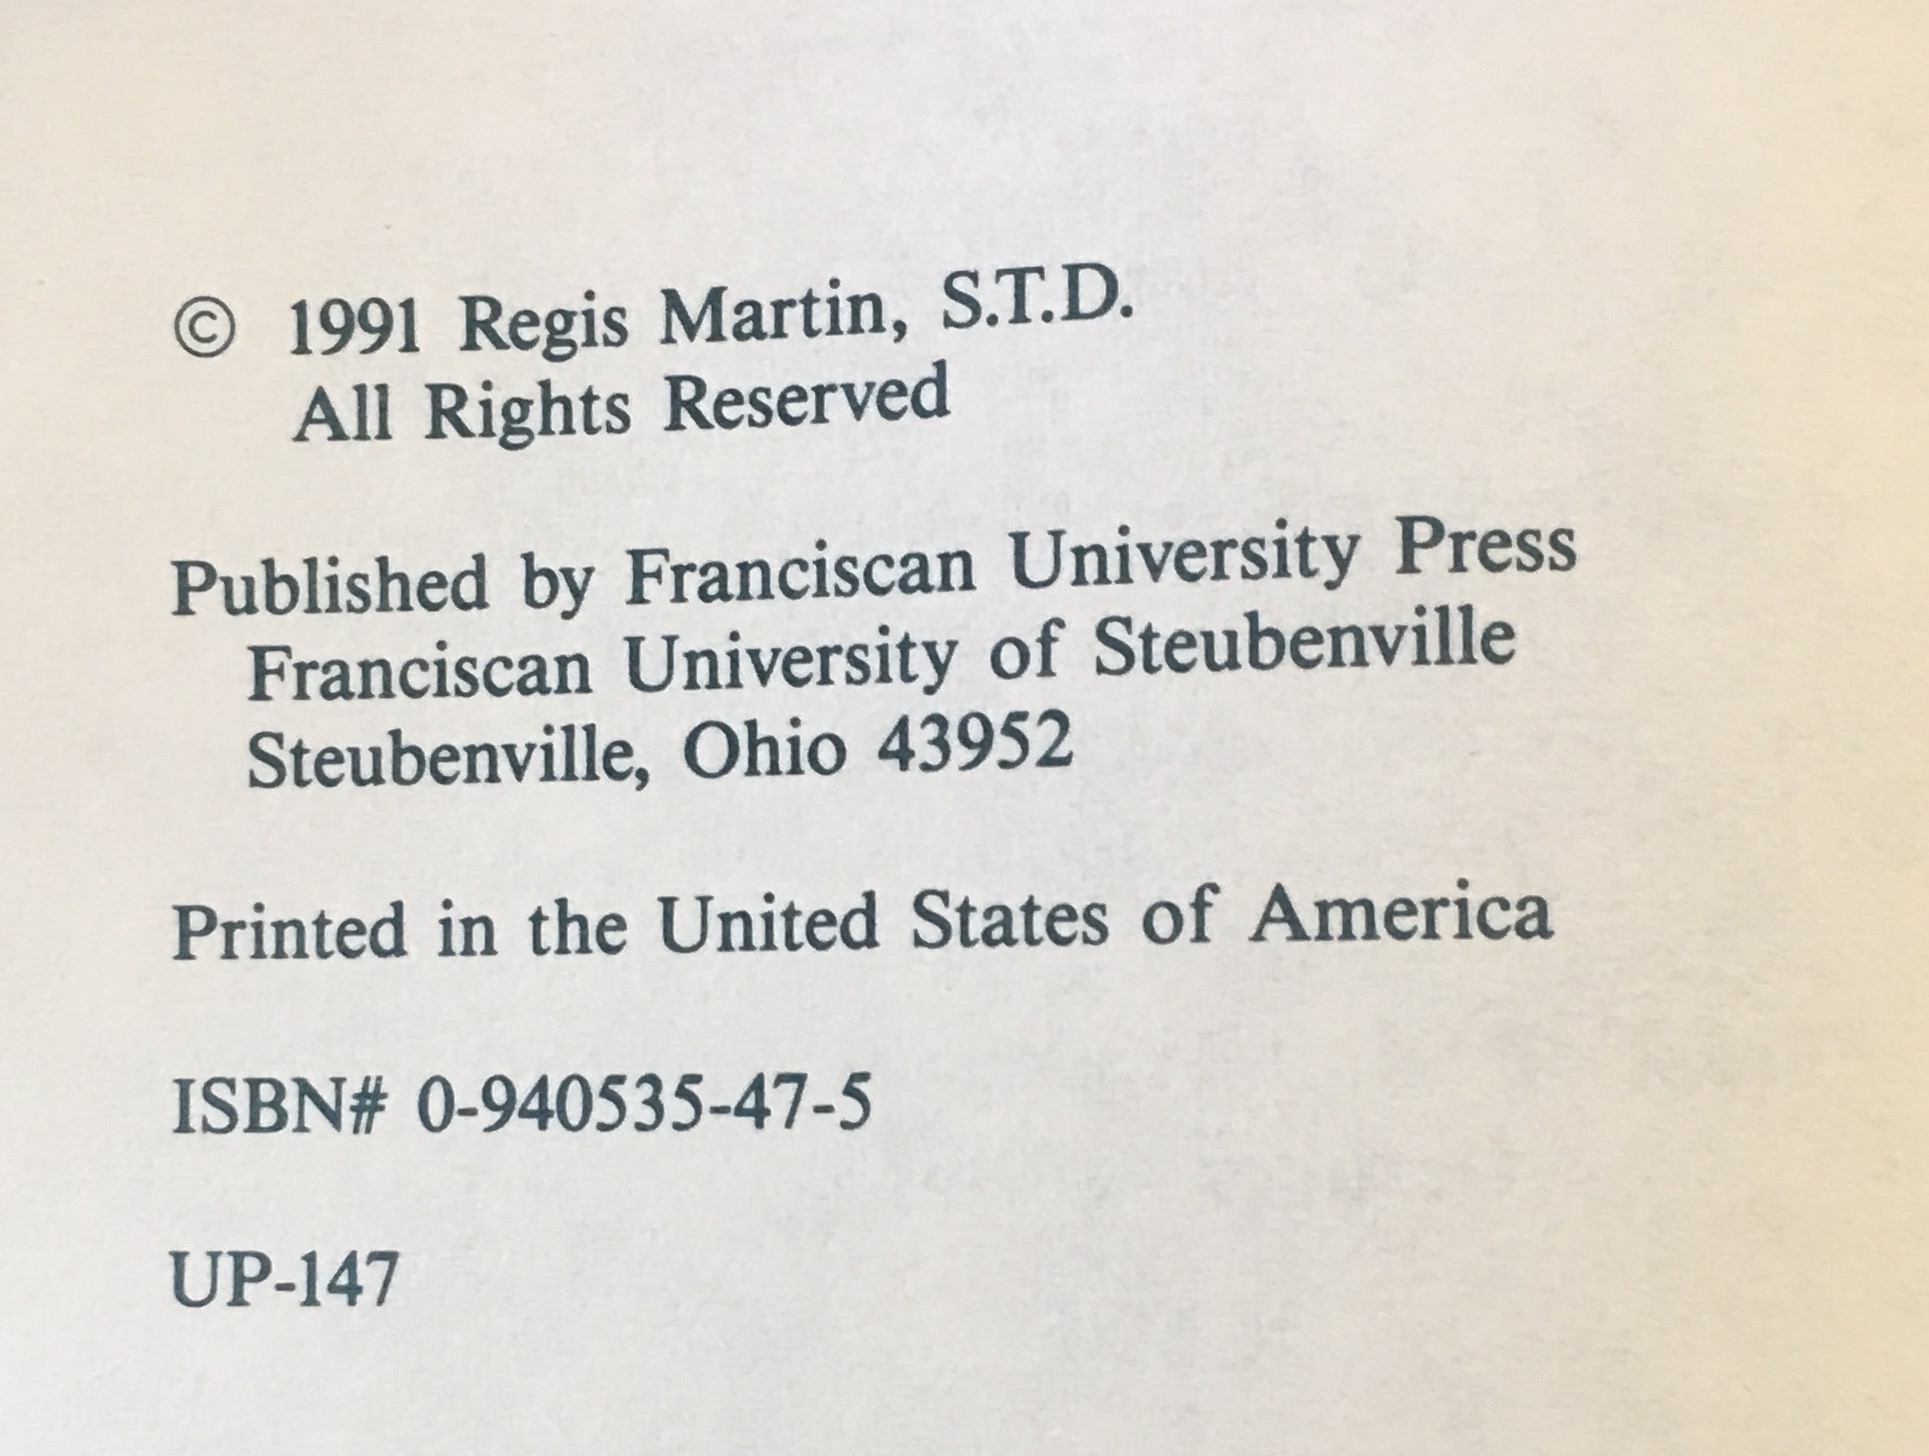 © 1991 Regis Martin, S.T.D.
All Rights Reserved
Published by Franciscan University Press
Franciscan University of Steubenville
Steubenville, Ohio 43952
Printed in the United States of America
ISBN# 0-940535-47-5
UP-147